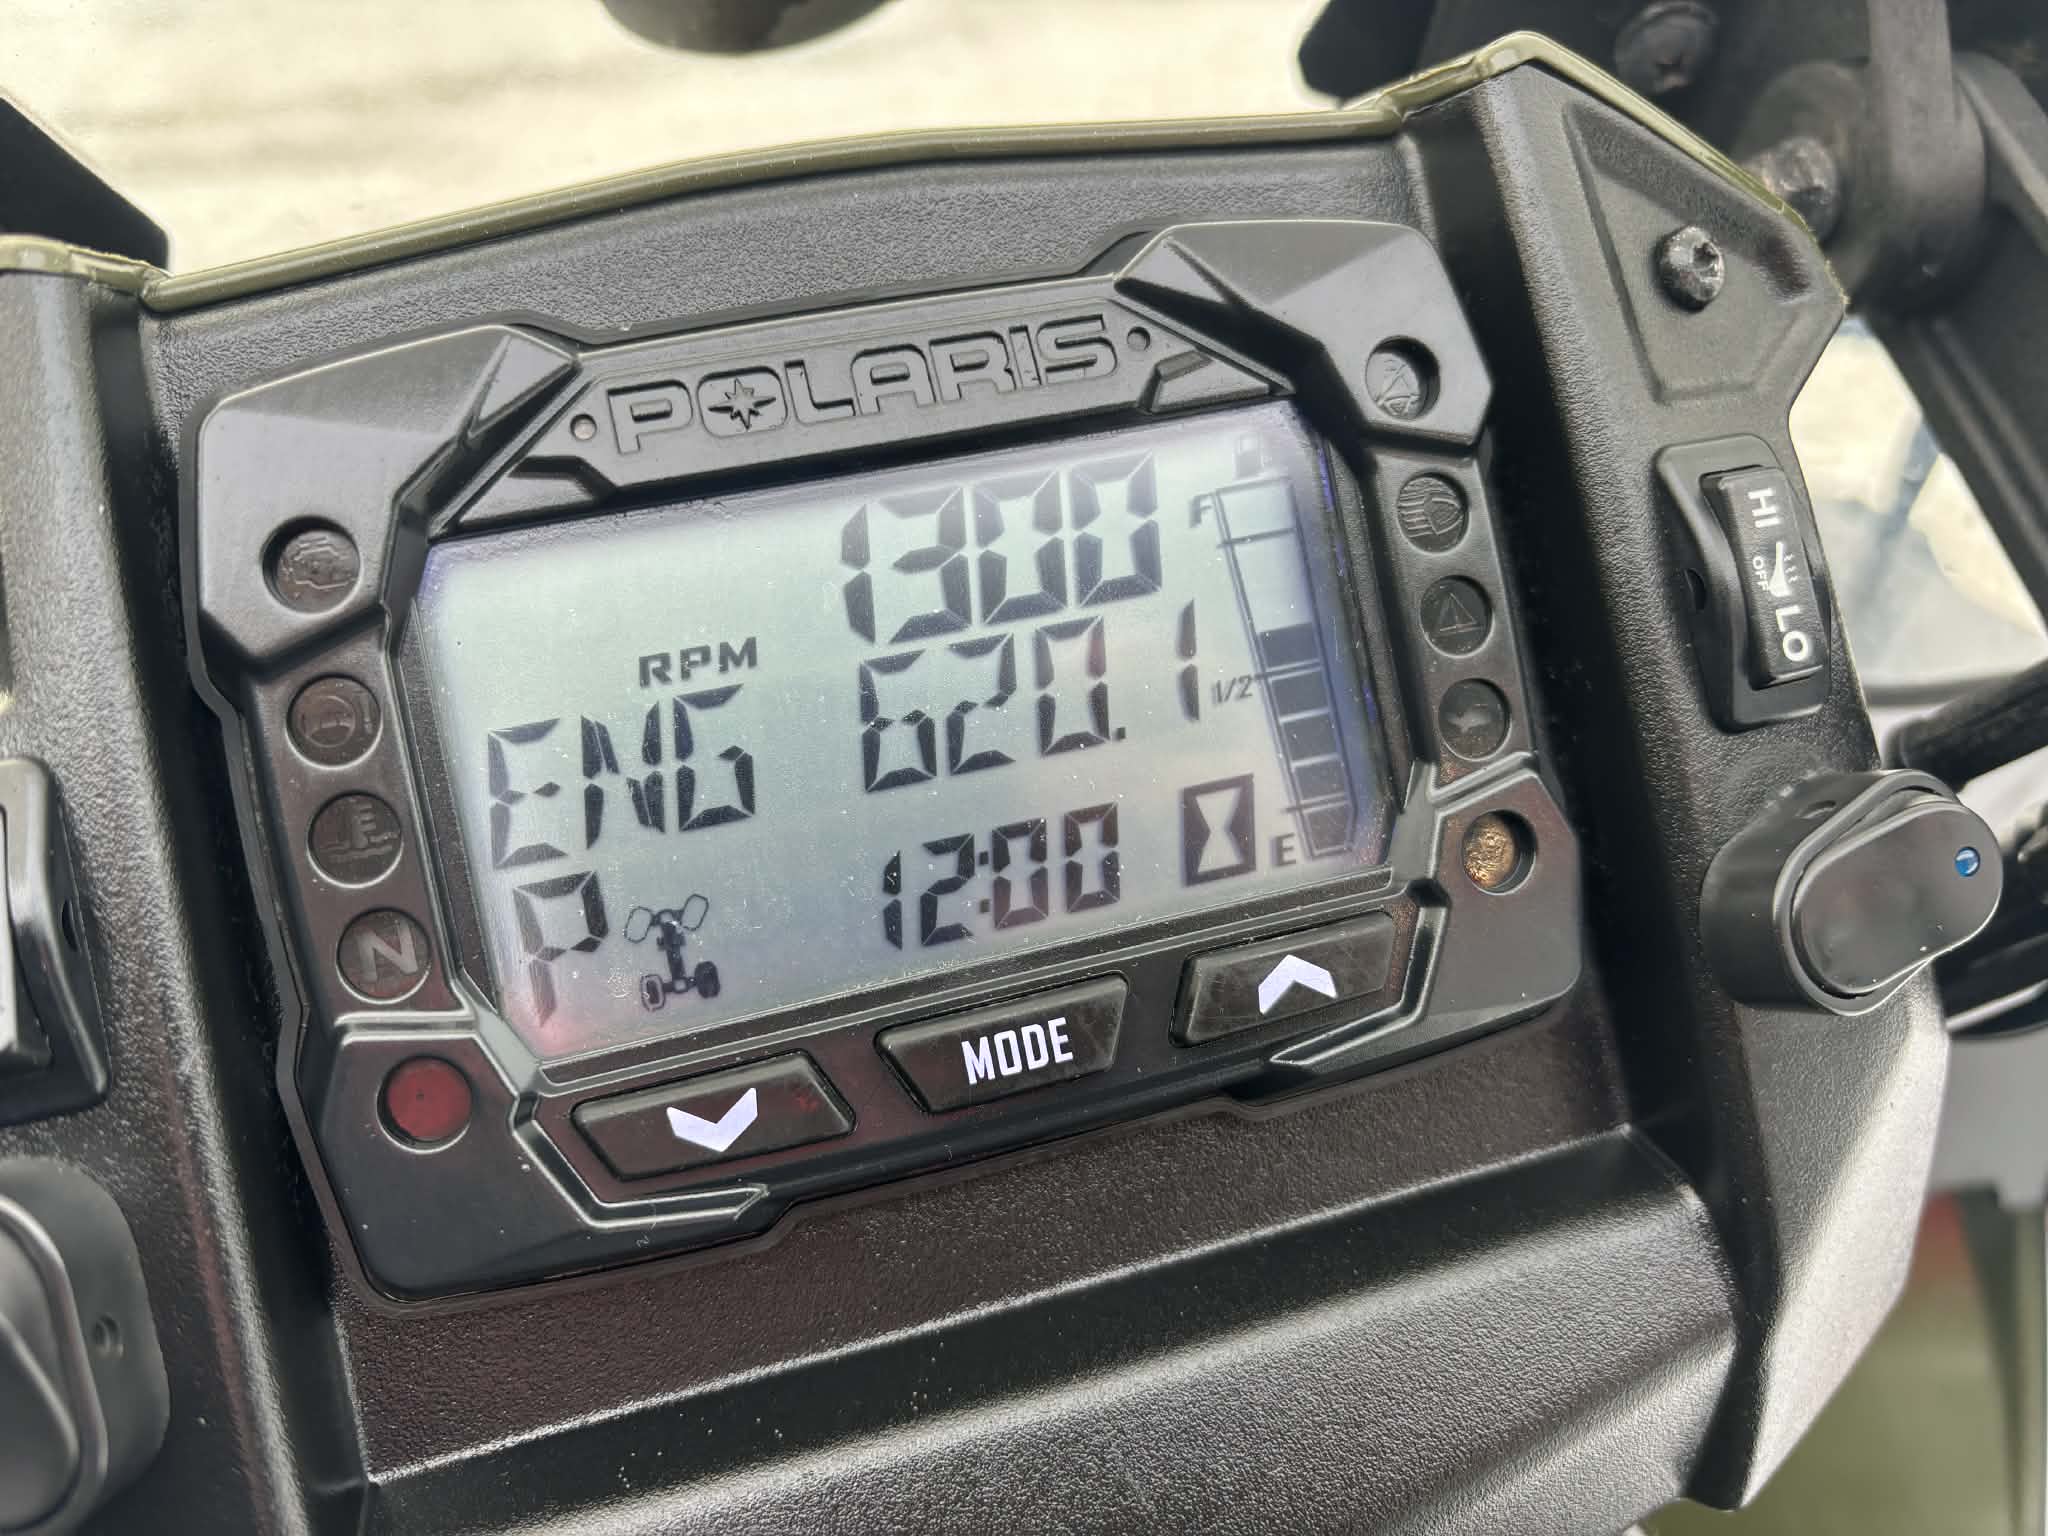 POLARIS
1300
F
RPM
ENG 620.1
1/2
P 12:00
E
N
MODE
HI
OFF
LO